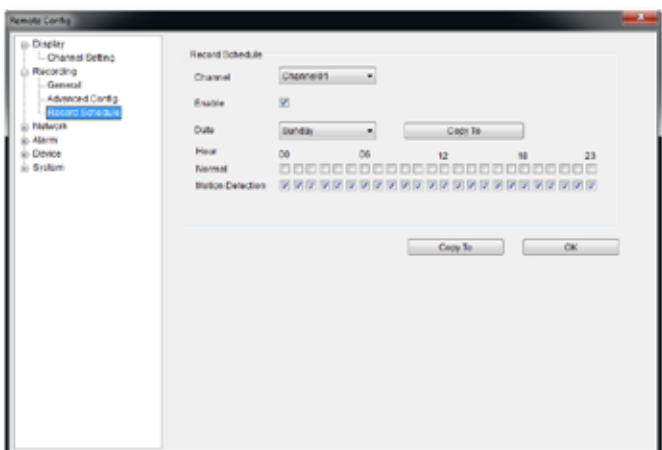 Remote Config
Display
Channel Setting
Recording
General
Advanced Config
Record Schedule
Network
Alarm
Device
System
Record Schedule
Channel Channel01
Enable
Date Sunday Copy To
Hour 00 06 12 18 23
Normal
Motion Detection
Copy To OK